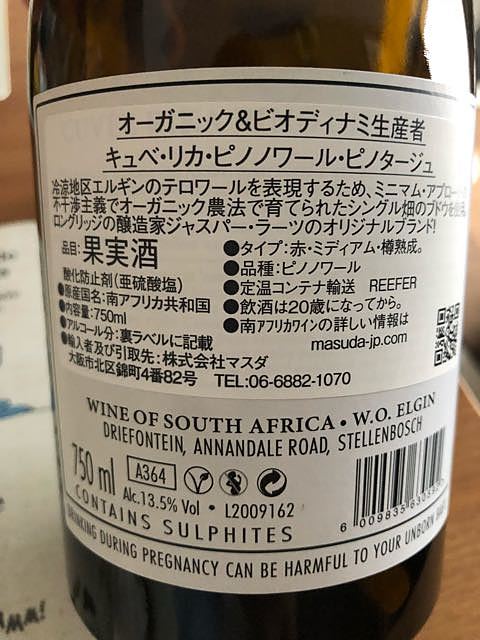 オーガニック&ビオディナミ生産者
キュベ・リカ・ピノノワール・ピノタージュ
冷涼地区エルギンのテロワールを表現するため、ミニマム・アプローチの
不干渉主義でオーガニック農法で育てられたシングル畑のブドウを使用。
ロングリッジの醸造家ジャスパー・ラーツのオリジナルブランド!
品目:果実酒
酸化防止剤(亜硫酸塩)
●原産国名:南アフリカ共和国
●内容量:750ml
●アルコール分:裏ラベルに記載
●輸入者及び引取先:株式会社マスダ
大阪市北区錦町4番82号 TEL:06-6882-1070
●タイプ:赤・ミディアム・樽熟成。
●品種:ピノノワール
●定温コンテナ輸送 REEFER
●飲酒は20歳になってから。
●南アフリカワインの詳しい情報は
masuda-jp.com
WINE OF SOUTH AFRICA • W.O. ELGIN
DRIEFONTEIN, ANNANDALE ROAD, STELLENBOSCH
750 ml
A364
Alc.13.5% Vol • L2009162
CONTAINS SULPHITES
DRINKING DURING PREGNANCY CAN BE HARMFUL TO YOUR UNBORN